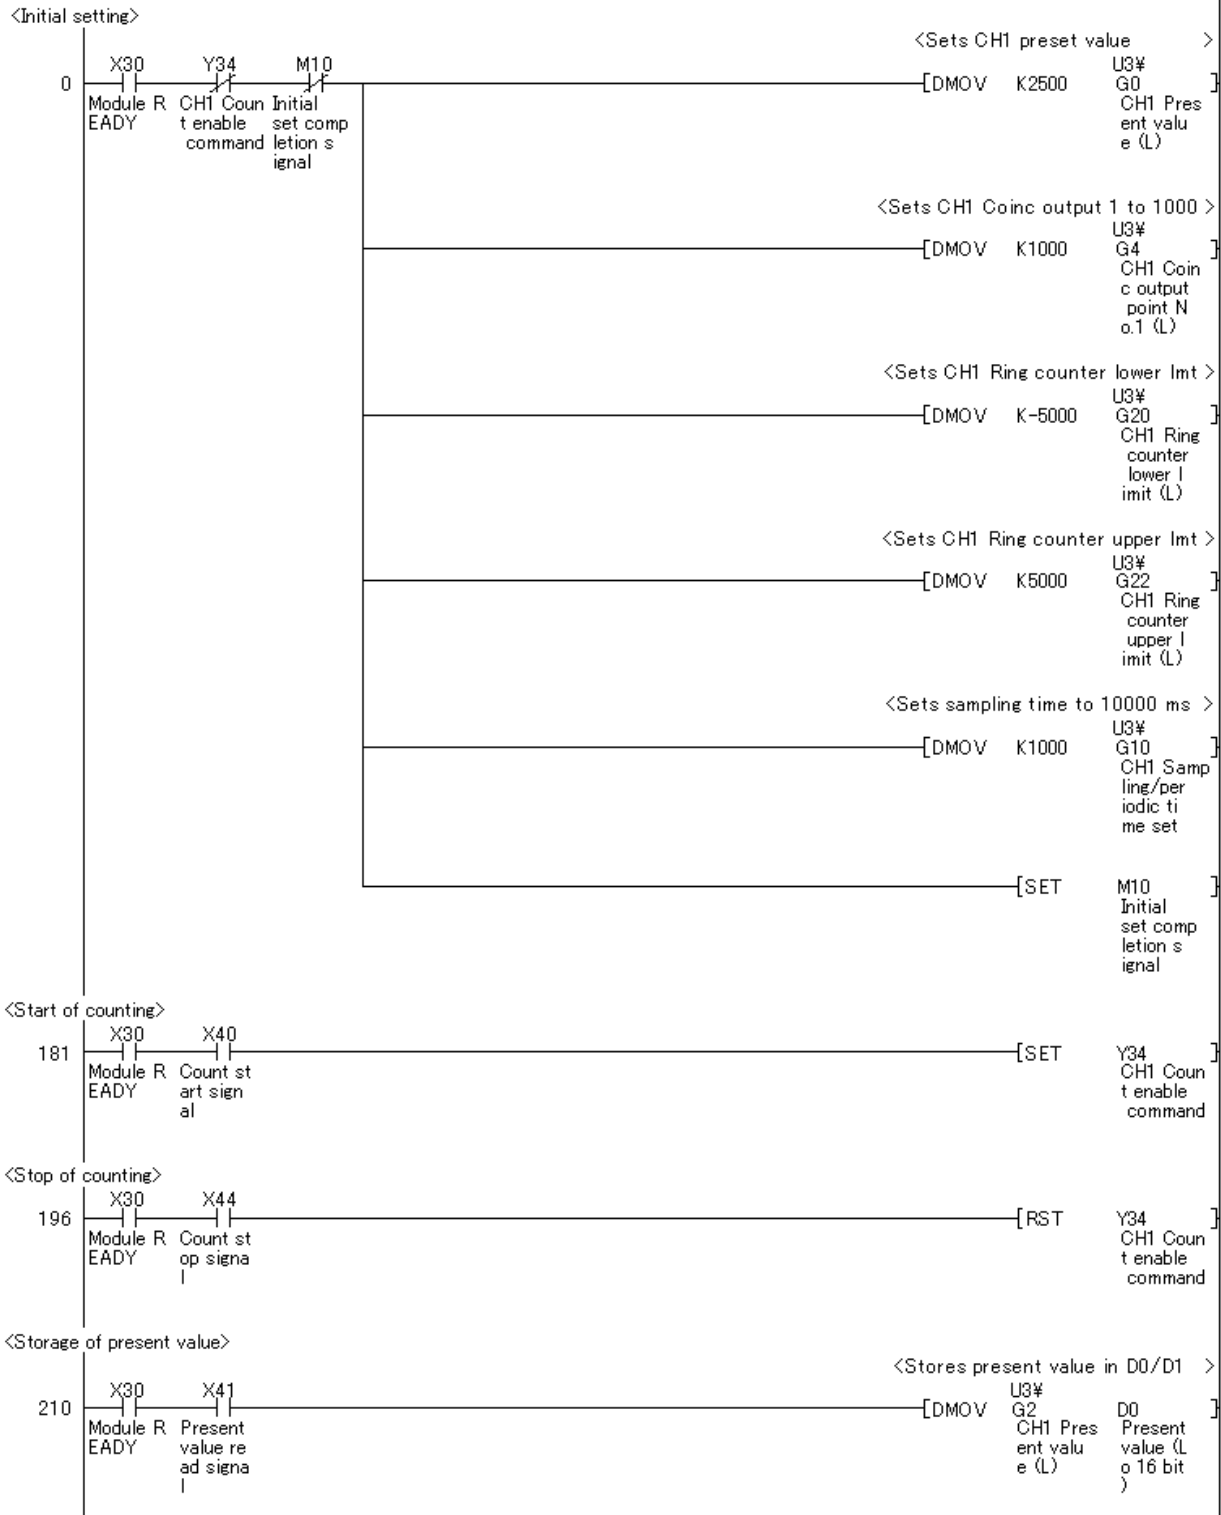 <Initial setting>
<Sets CH1 preset value >
X30 Y34 M10 U3¥
0 [DMOV K2500 G0 ]
Module R CH1 Coun Initial CH1 Pres
EADY t enable set comp ent valu
command letion s e (L)
ignal
<Sets CH1 Coinc output 1 to 1000 >
U3¥
[DMOV K1000 G4 ]
CH1 Coin
c output
point N
o.1 (L)
<Sets CH1 Ring counter lower lmt >
U3¥
[DMOV K-5000 G20 ]
CH1 Ring
counter
lower l
imit (L)
<Sets CH1 Ring counter upper lmt >
U3¥
[DMOV K5000 G22 ]
CH1 Ring
counter
upper l
imit (L)
<Sets sampling time to 10000 ms >
U3¥
[DMOV K1000 G10 ]
CH1 Samp
ling/per
iodic ti
me set
[SET M10 ]
Initial
set comp
letion s
ignal
<Start of counting>
X30 X40
181 [SET Y34 ]
Module R Count st CH1 Coun
EADY art sign t enable
al command
<Stop of counting>
X30 X44
196 [RST Y34 ]
Module R Count st CH1 Coun
EADY op signa t enable
l command
<Storage of present value>
<Stores present value in D0/D1 >
X30 X41 U3¥
210 [DMOV G2 D0 ]
Module R Present CH1 Pres Present
EADY value re ent valu value (L
ad signa e (L) o 16 bit
l )